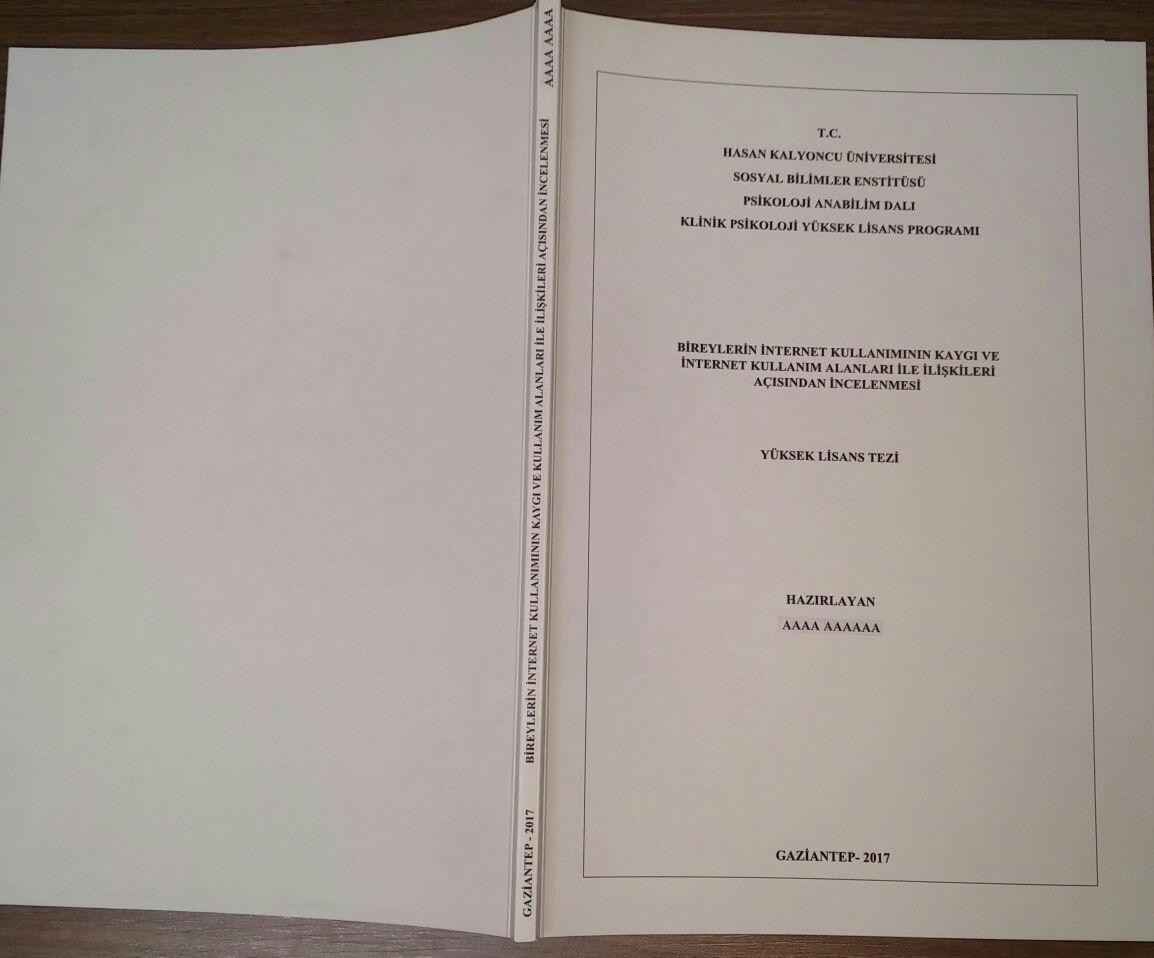 T.C.
HASAN KALYONCU ÜNİVERSİTESİ
SOSYAL BİLİMLER ENSTİTÜSÜ
PSİKOLOJİ ANABİLİM DALI
KLİNİK PSİKOLOJİ YÜKSEK LİSANS PROGRAMI
BİREYLERİN İNTERNET KULLANIMININ KAYGI VE
İNTERNET KULLANIM ALANLARI İLE İLİŞKİLERİ
AÇISINDAN İNCELENMESİ
YÜKSEK LİSANS TEZİ
HAZIRLAYAN
AAAA AAAAAA
GAZİANTEP- 2017
GAZİANTEP - 2017 BİREYLERİN İNTERNET KULLANIMININ KAYGI VE KULLANIM ALANLARI İLE İLİŞKİLERİ AÇISINDAN İNCELENMESİ AAAA AAAA